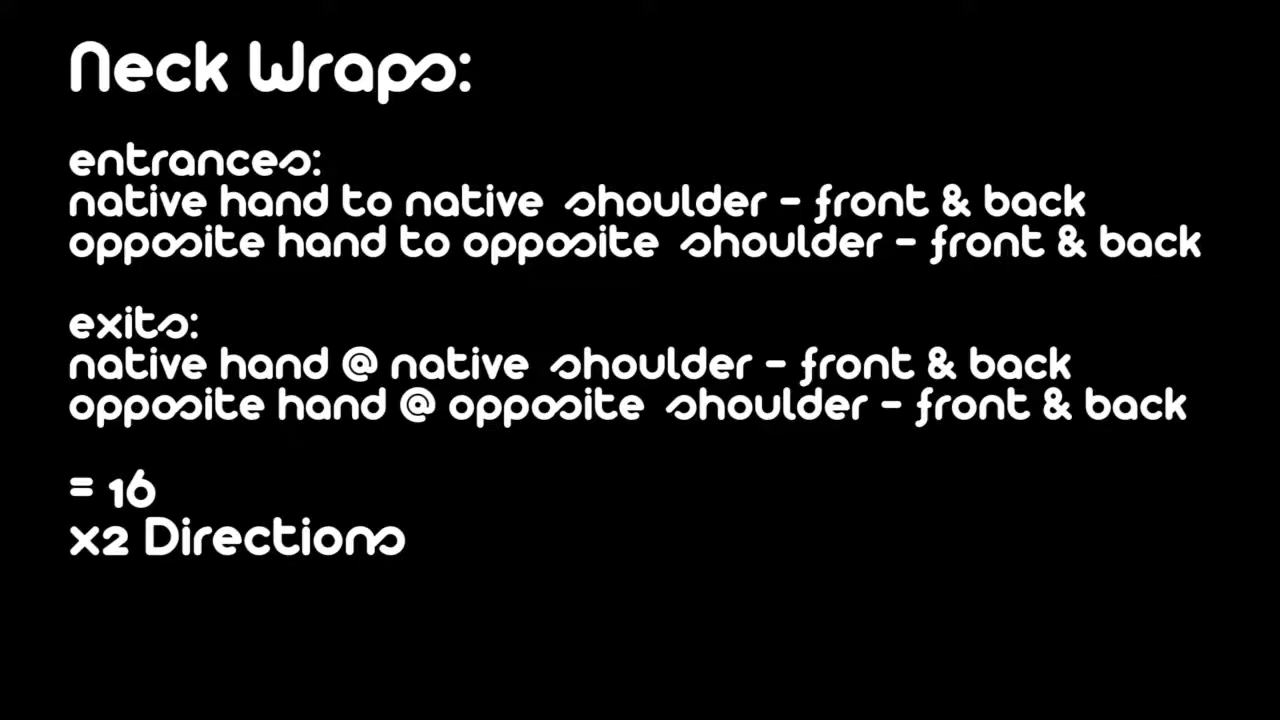 Neck Wraps:
entrances:
native hand to native shoulder - front & back
opposite hand to opposite shoulder - front & back
exits:
native hand @ native shoulder - front & back
opposite hand @ opposite shoulder - front & back
= 16
x2 Directions